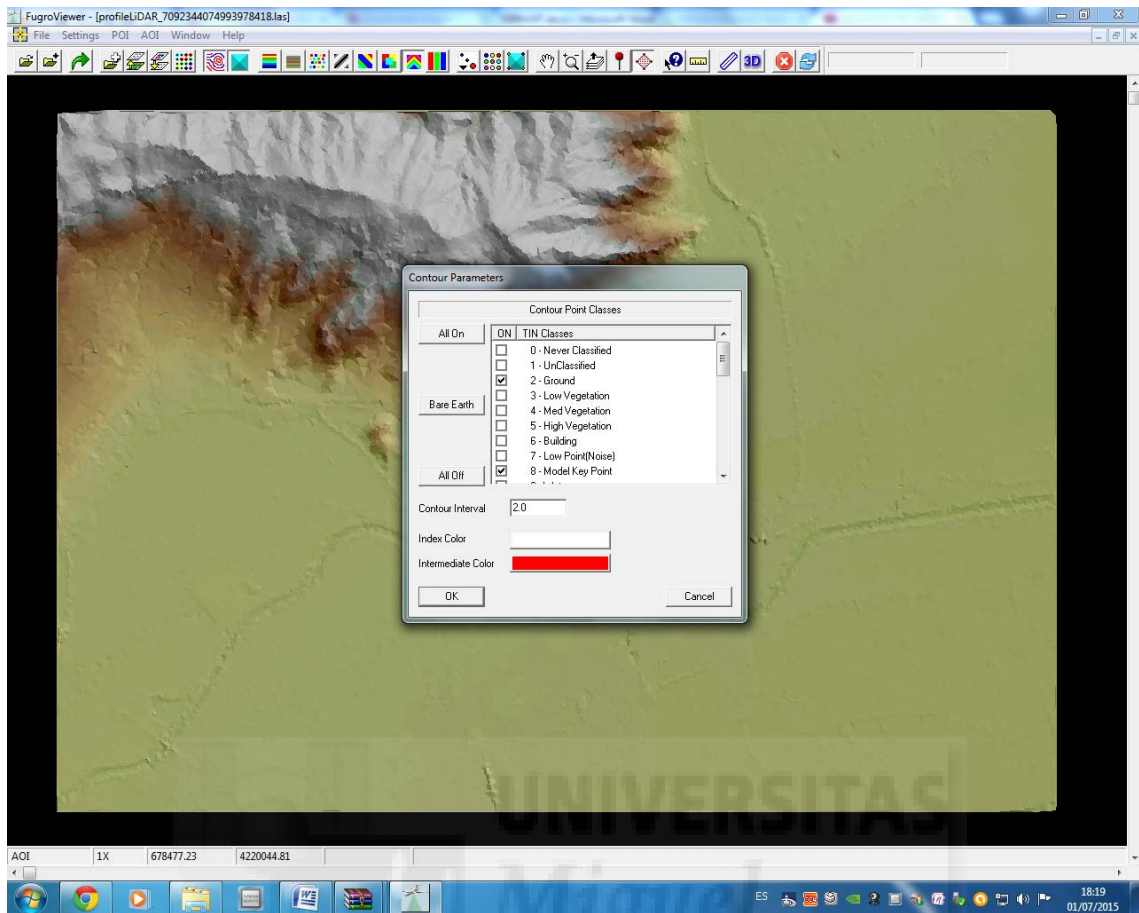 FugroViewer - [profileLiDAR_7092344074993978418.las]
File Settings POI AOI Window Help
3D
Contour Parameters
Contour Point Classes
All On
ON TIN Classes
0 - Never Classified
1 - UnClassified
2 - Ground
3 - Low Vegetation
Bare Earth
4 - Med Vegetation
5 - High Vegetation
6 - Building
7 - Low Point(Noise)
All Off
8 - Model Key Point
Contour Interval 2.0
Index Color
Intermediate Color
OK Cancel
UNIVERSITAS
Miguel
AOI 1X 678477.23 4220044.81
ES 18:19
01/07/2015